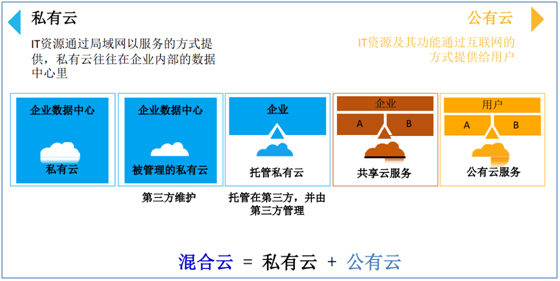 私有云
公有云
IT资源通过局域网以服务的方式提
供，私有云往往在企业内部的数据
中心里
IT资源及其功能通过互联网的
方式提供给用户
企业数据中心
私有云
企业数据中心
被管理的私有云
企业
托管私有云
企业
A
B
共享云服务
用户
A
B
公有云服务
第三方维护
托管在第三方，并由
第三方管理
混合云 = 私有云 + 公有云